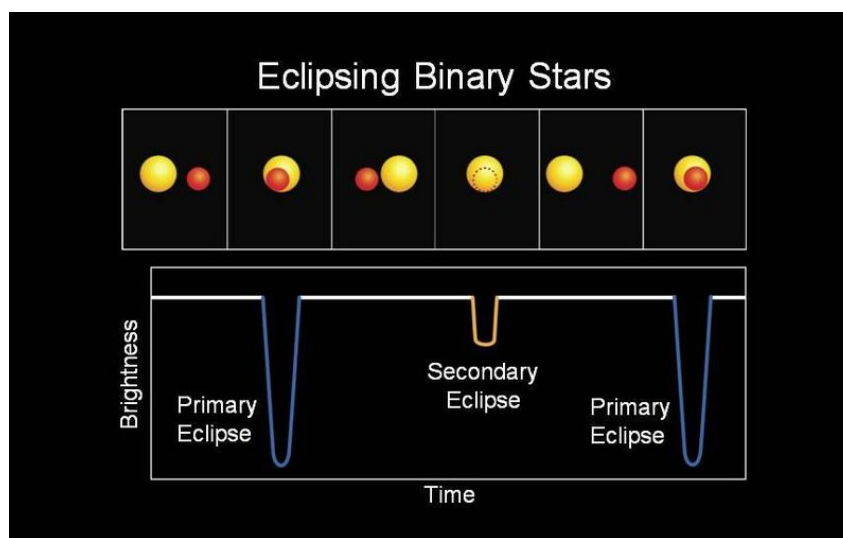 Eclipsing Binary Stars
Brightness
Primary
Eclipse
Secondary
Eclipse
Primary
Eclipse
Time